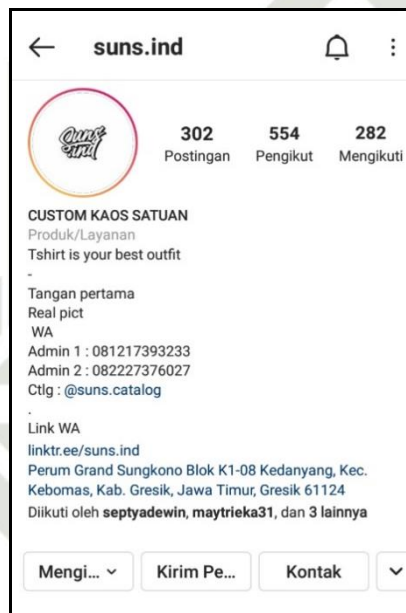 suns.ind
Suns
ind
302 554 282
Postingan Pengikut Mengikuti
CUSTOM KAOS SATUAN
Produk/Layanan
Tshirt is your best outfit
-
Tangan pertama
Real pict
WA
Admin 1 : 081217393233
Admin 2 : 082227376027
Ctlg : @suns.catalog
.
Link WA
linktr.ee/suns.ind
Perum Grand Sungkono Blok K1-08 Kedanyang, Kec.
Kebomas, Kab. Gresik, Jawa Timur, Gresik 61124
Diikuti oleh septyadewin, maytrieka31, dan 3 lainnya
Mengi... Kirim Pe... Kontak